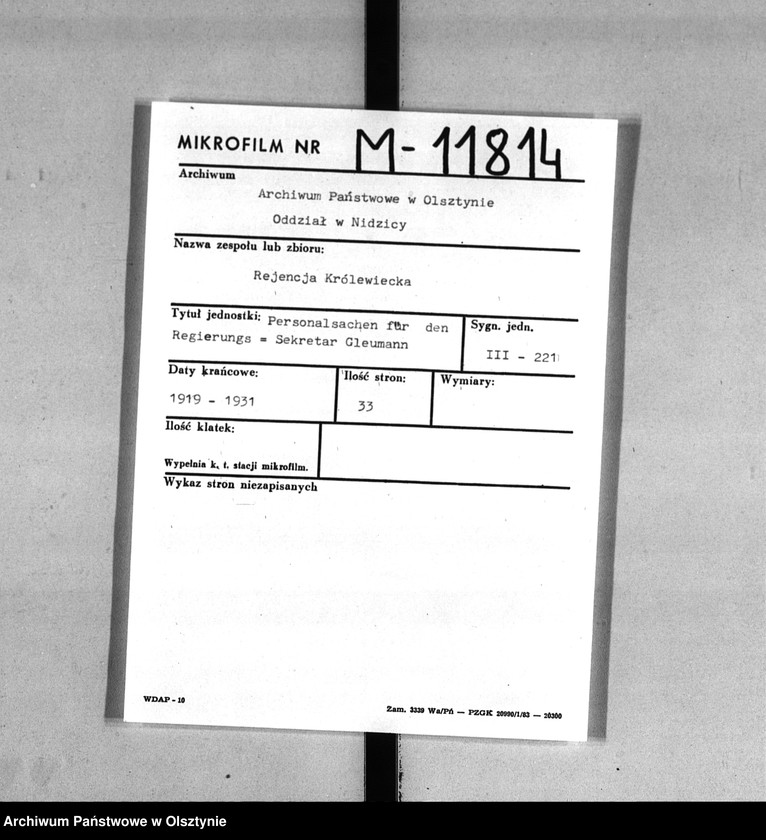 MIKROFILM NR M-11814
Archiwum
Archiwum Państwowe w Olsztynie
Oddział w Nidzicy
Nazwa zespołu lub zbioru:
Rejencja Królewiecka
Tytuł jednostki: Personalsachen für den
Regierungs = Sekretar Gleumann
Sygn. jedn.
III - 221
Daty krańcowe:
1919 - 1931
Ilość stron:
33
Wymiary:
Ilość klatek:
Wypełnia k. t. stacji mikrofilm.
Wykaz stron niezapisanych
WDAP - 10
Zam. 3339 Wa/Pń — PZGK 20990/1/83 — 20300
Archiwum Państwowe w Olsztynie